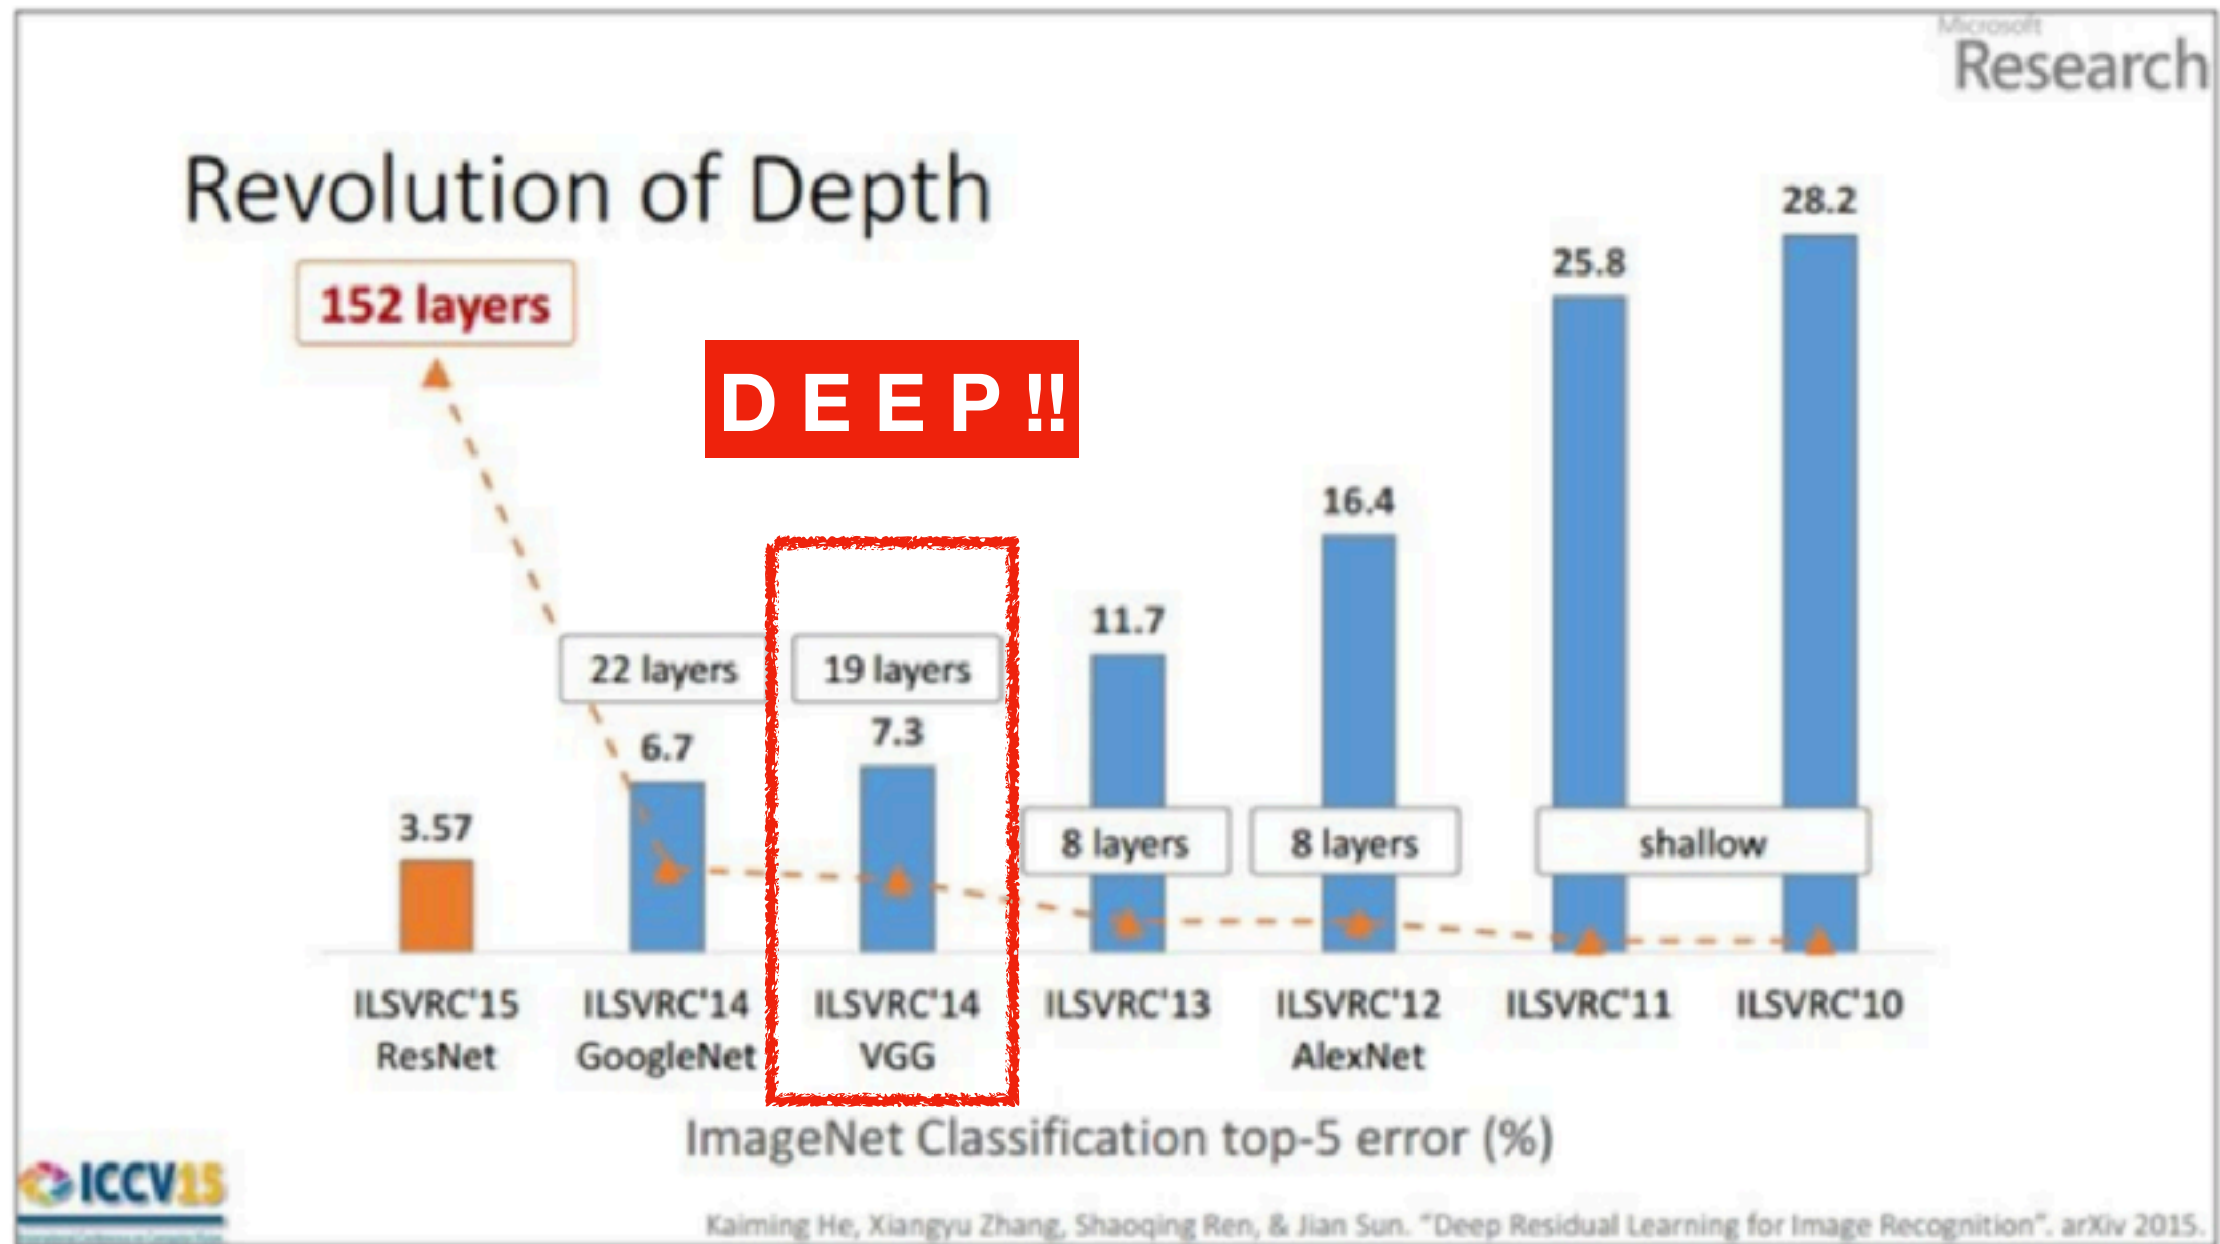 Microsoft
Research
Revolution of Depth
28.2
25.8
152 layers
D E E P !!
16.4
11.7
22 layers
19 layers
7.3
6.7
3.57
8 layers
8 layers
shallow
ILSVRC'15
ResNet
ILSVRC'14
GoogleNet
ILSVRC'14
VGG
ILSVRC'13
ILSVRC'12
AlexNet
ILSVRC'11
ILSVRC'10
ImageNet Classification top-5 error (%)
ICCV15
Kaiming He, Xiangyu Zhang, Shaoqing Ren, & Jian Sun. "Deep Residual Learning for Image Recognition". arXiv 2015.